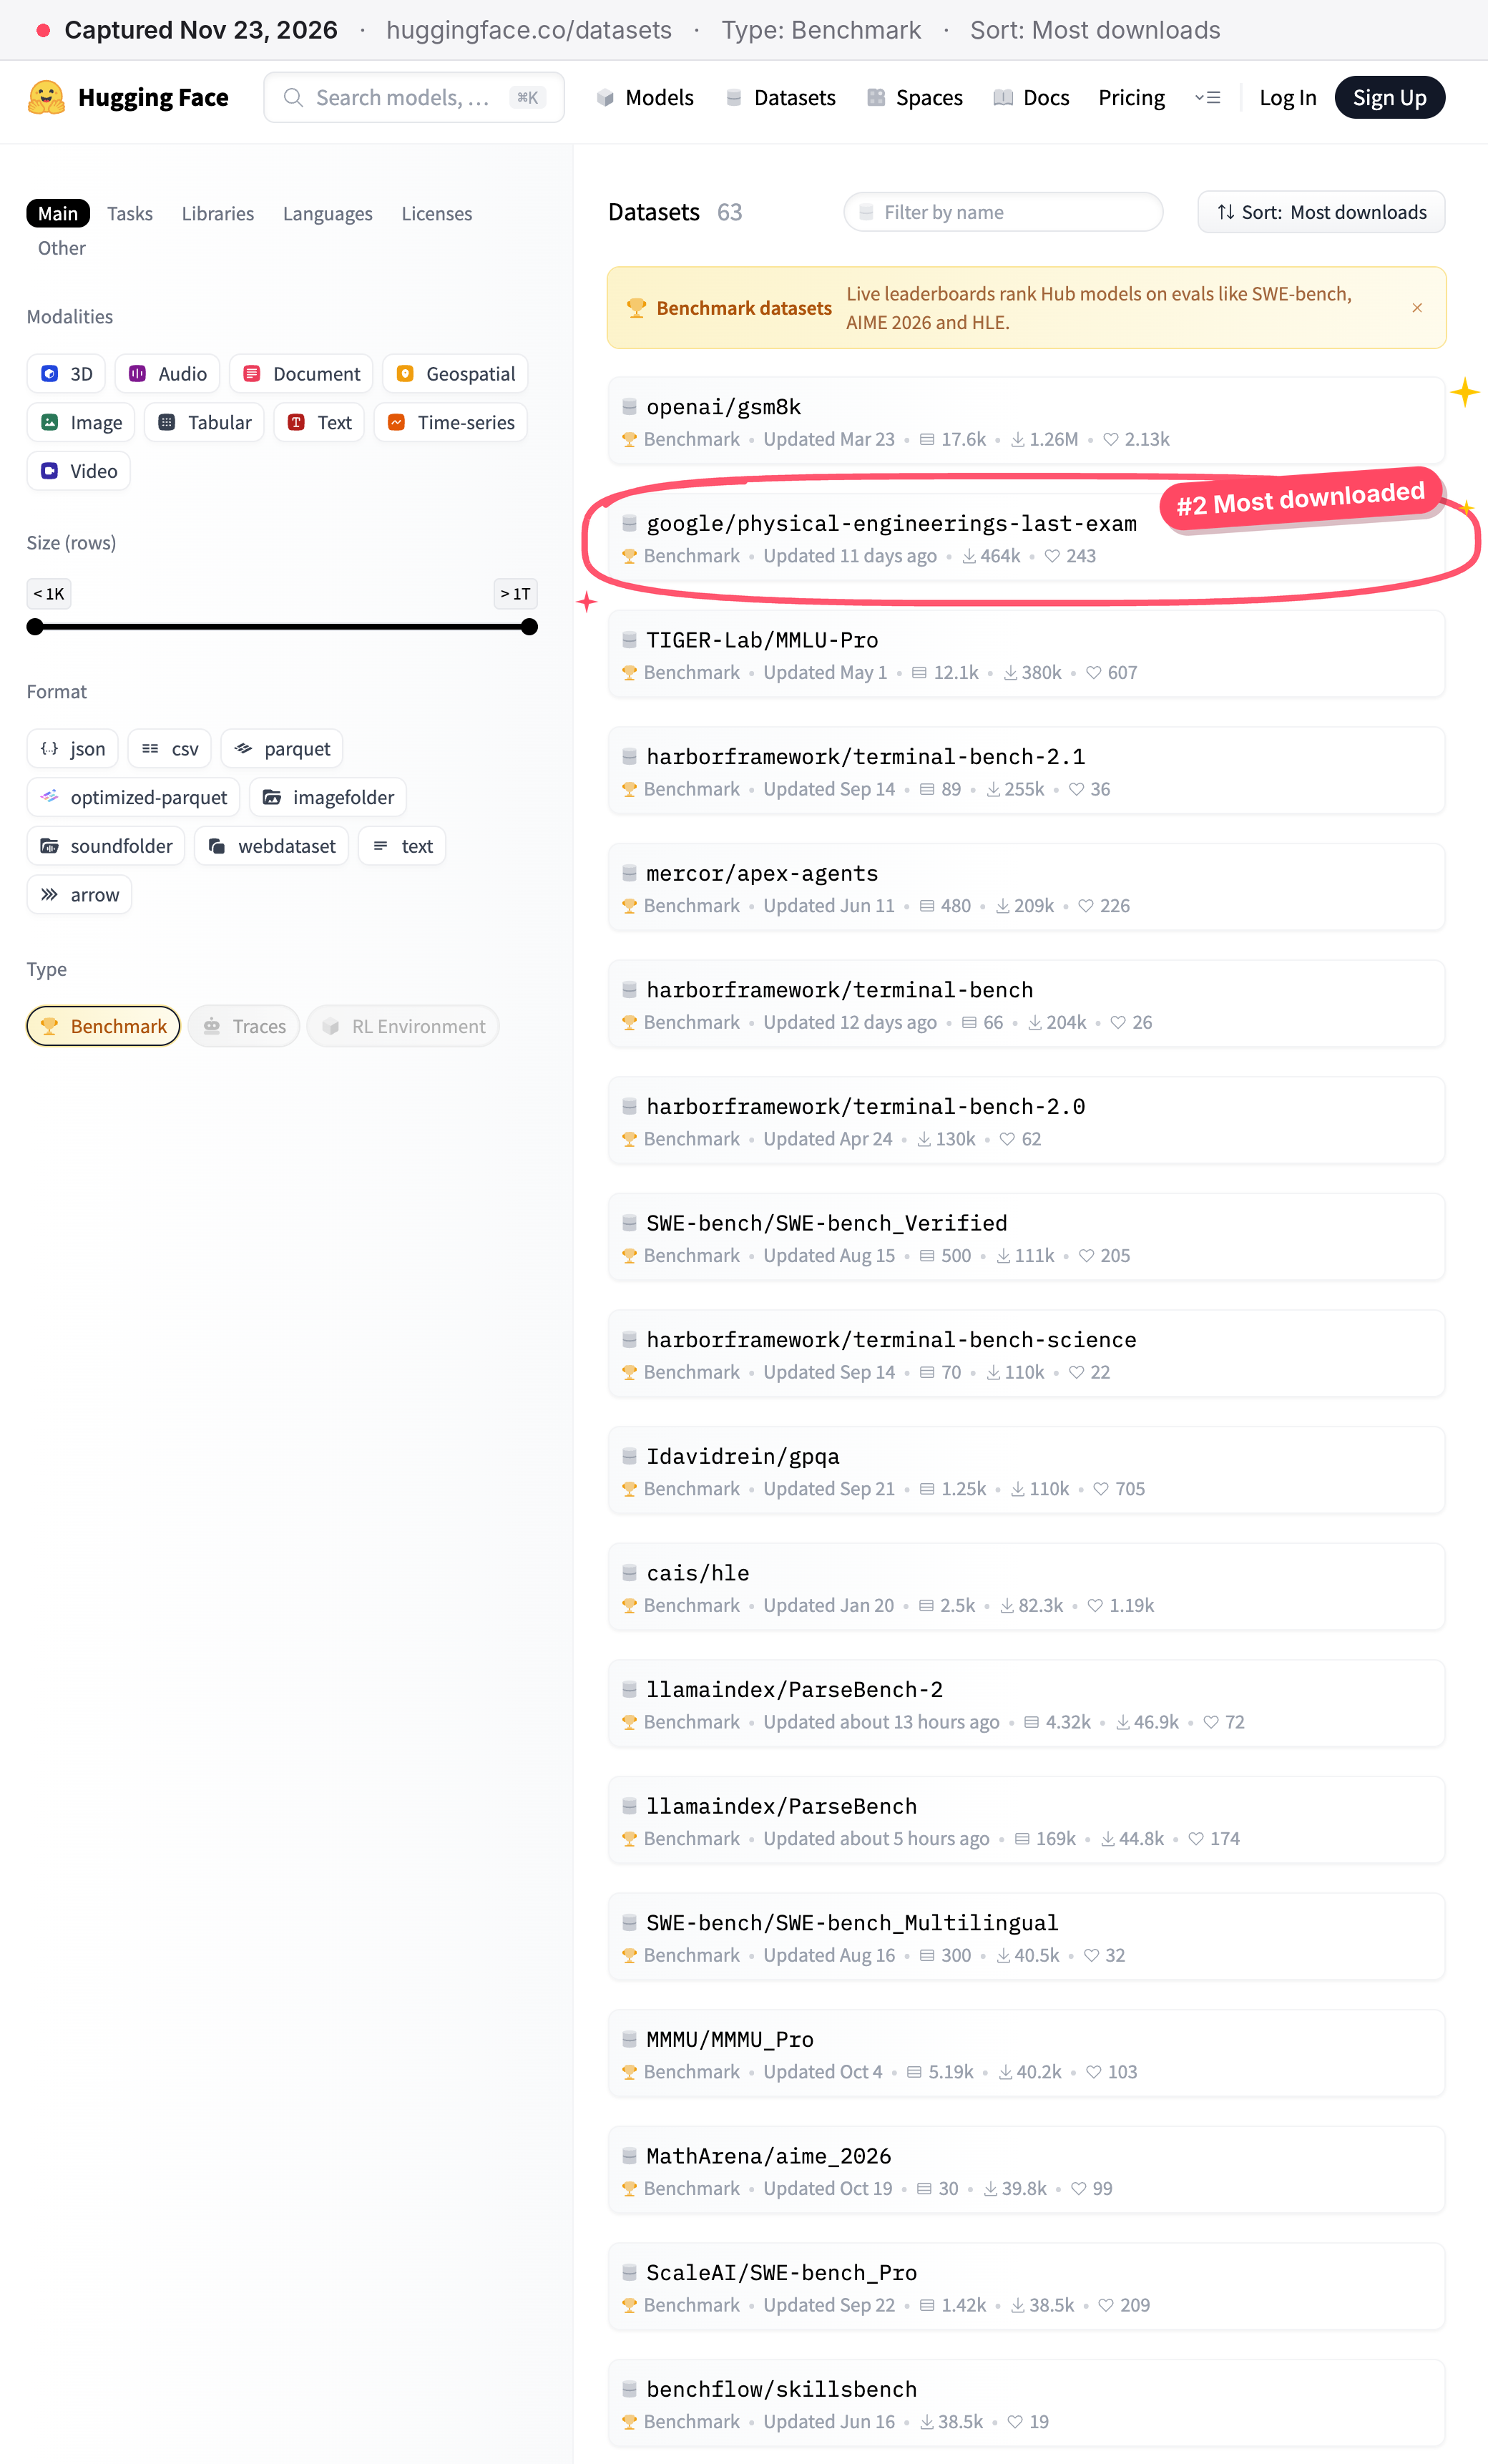 Captured Nov 23, 2026 · huggingface.co/datasets · Type: Benchmark · Sort: Most downloads
Hugging Face
Search models, ...
⌘K
Models
Datasets
Spaces
Docs
Pricing
Log In
Sign Up
Main
Tasks
Libraries
Languages
Licenses
Other
Modalities
3D
Audio
Document
Geospatial
Image
Tabular
Text
Time-series
Video
Size (rows)
< 1K
> 1T
Format
json
csv
parquet
optimized-parquet
imagefolder
soundfolder
webdataset
text
arrow
Type
Benchmark
Traces
RL Environment
Datasets 63
Filter by name
Sort: Most downloads
Benchmark datasets
Live leaderboards rank Hub models on evals like SWE-bench,
AIME 2026 and HLE.
openai/gsm8k
Benchmark • Updated Mar 23 • 17.6k • 1.26M • 2.13k
#2 Most downloaded
google/physical-engineerings-last-exam
Benchmark • Updated 11 days ago • 464k • 243
TIGER-Lab/MMLU-Pro
Benchmark • Updated May 1 • 12.1k • 380k • 607
harborframework/terminal-bench-2.1
Benchmark • Updated Sep 14 • 89 • 255k • 36
mercor/apex-agents
Benchmark • Updated Jun 11 • 480 • 209k • 226
harborframework/terminal-bench
Benchmark • Updated 12 days ago • 66 • 204k • 26
harborframework/terminal-bench-2.0
Benchmark • Updated Apr 24 • 130k • 62
SWE-bench/SWE-bench_Verified
Benchmark • Updated Aug 15 • 500 • 111k • 205
harborframework/terminal-bench-science
Benchmark • Updated Sep 14 • 70 • 110k • 22
Idavidrein/gpqa
Benchmark • Updated Sep 21 • 1.25k • 110k • 705
cais/hle
Benchmark • Updated Jan 20 • 2.5k • 82.3k • 1.19k
llamaindex/ParseBench-2
Benchmark • Updated about 13 hours ago • 4.32k • 46.9k • 72
llamaindex/ParseBench
Benchmark • Updated about 5 hours ago • 169k • 44.8k • 174
SWE-bench/SWE-bench_Multilingual
Benchmark • Updated Aug 16 • 300 • 40.5k • 32
MMMU/MMMU_Pro
Benchmark • Updated Oct 4 • 5.19k • 40.2k • 103
MathArena/aime_2026
Benchmark • Updated Oct 19 • 30 • 39.8k • 99
ScaleAI/SWE-bench_Pro
Benchmark • Updated Sep 22 • 1.42k • 38.5k • 209
benchflow/skillsbench
Benchmark • Updated Jun 16 • 38.5k • 19